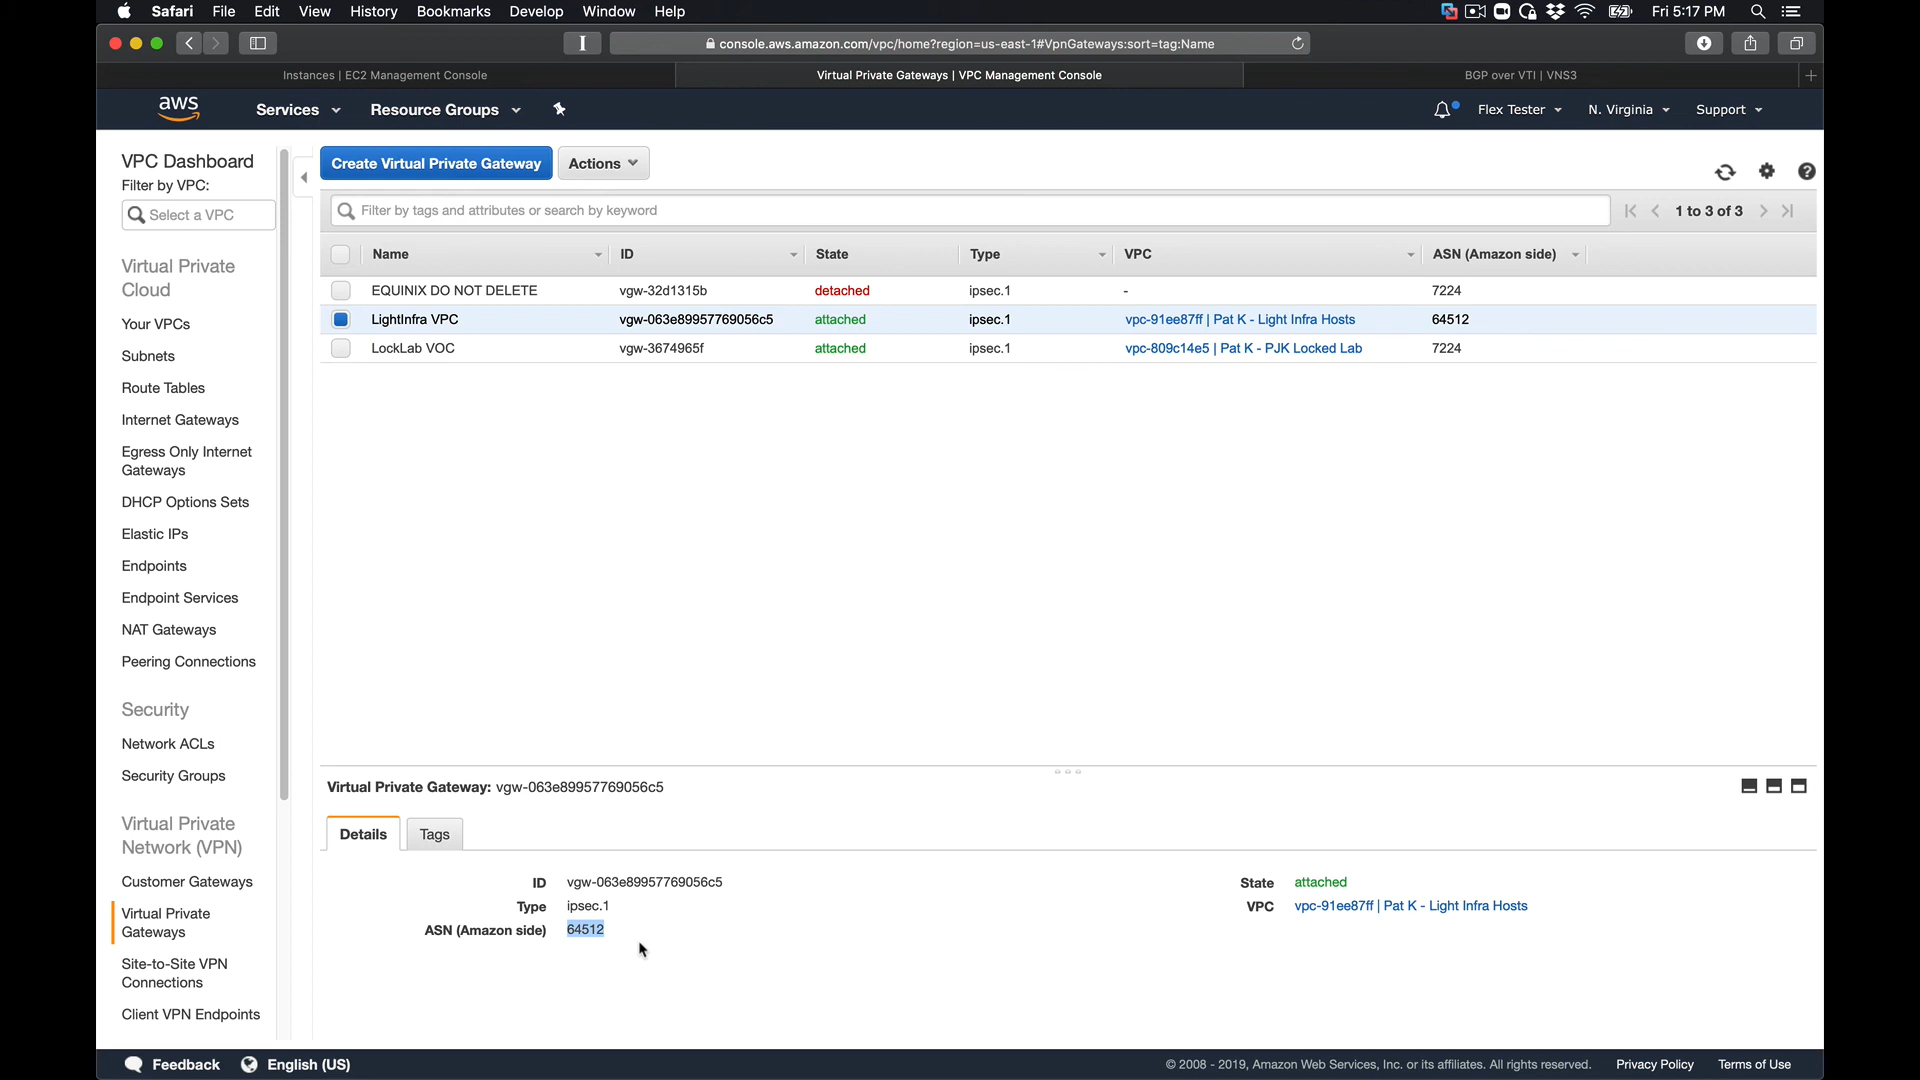 Safari File Edit View History Bookmarks Develop Window Help Fri 5:17 PM
console.aws.amazon.com/vpc/home?region=us-east-1#VpnGateways:sort=tag:Name
Instances | EC2 Management Console
Virtual Private Gateways | VPC Management Console
BGP over VTI | VNS3
aws Services Resource Groups Flex Tester N. Virginia Support
VPC Dashboard
Filter by VPC:
Select a VPC
Virtual Private
Cloud
Your VPCs
Subnets
Route Tables
Internet Gateways
Egress Only Internet
Gateways
DHCP Options Sets
Elastic IPs
Endpoints
Endpoint Services
NAT Gateways
Peering Connections
Security
Network ACLs
Security Groups
Virtual Private
Network (VPN)
Customer Gateways
Virtual Private
Gateways
Site-to-Site VPN
Connections
Client VPN Endpoints
Create Virtual Private Gateway Actions
Filter by tags and attributes or search by keyword
1 to 3 of 3
Name ID State Type VPC ASN (Amazon side)
EQUINIX DO NOT DELETE vgw-32d1315b detached ipsec.1 - 7224
LightInfra VPC vgw-063e89957769056c5 attached ipsec.1 vpc-91ee87ff | Pat K - Light Infra Hosts 64512
LockLab VOC vgw-3674965f attached ipsec.1 vpc-809c14e5 | Pat K - PJK Locked Lab 7224
Virtual Private Gateway: vgw-063e89957769056c5
Details Tags
ID vgw-063e89957769056c5 State attached
Type ipsec.1 VPC vpc-91ee87ff | Pat K - Light Infra Hosts
ASN (Amazon side) 64512
Feedback English (US) © 2008 - 2019, Amazon Web Services, Inc. or its affiliates. All rights reserved. Privacy Policy Terms of Use